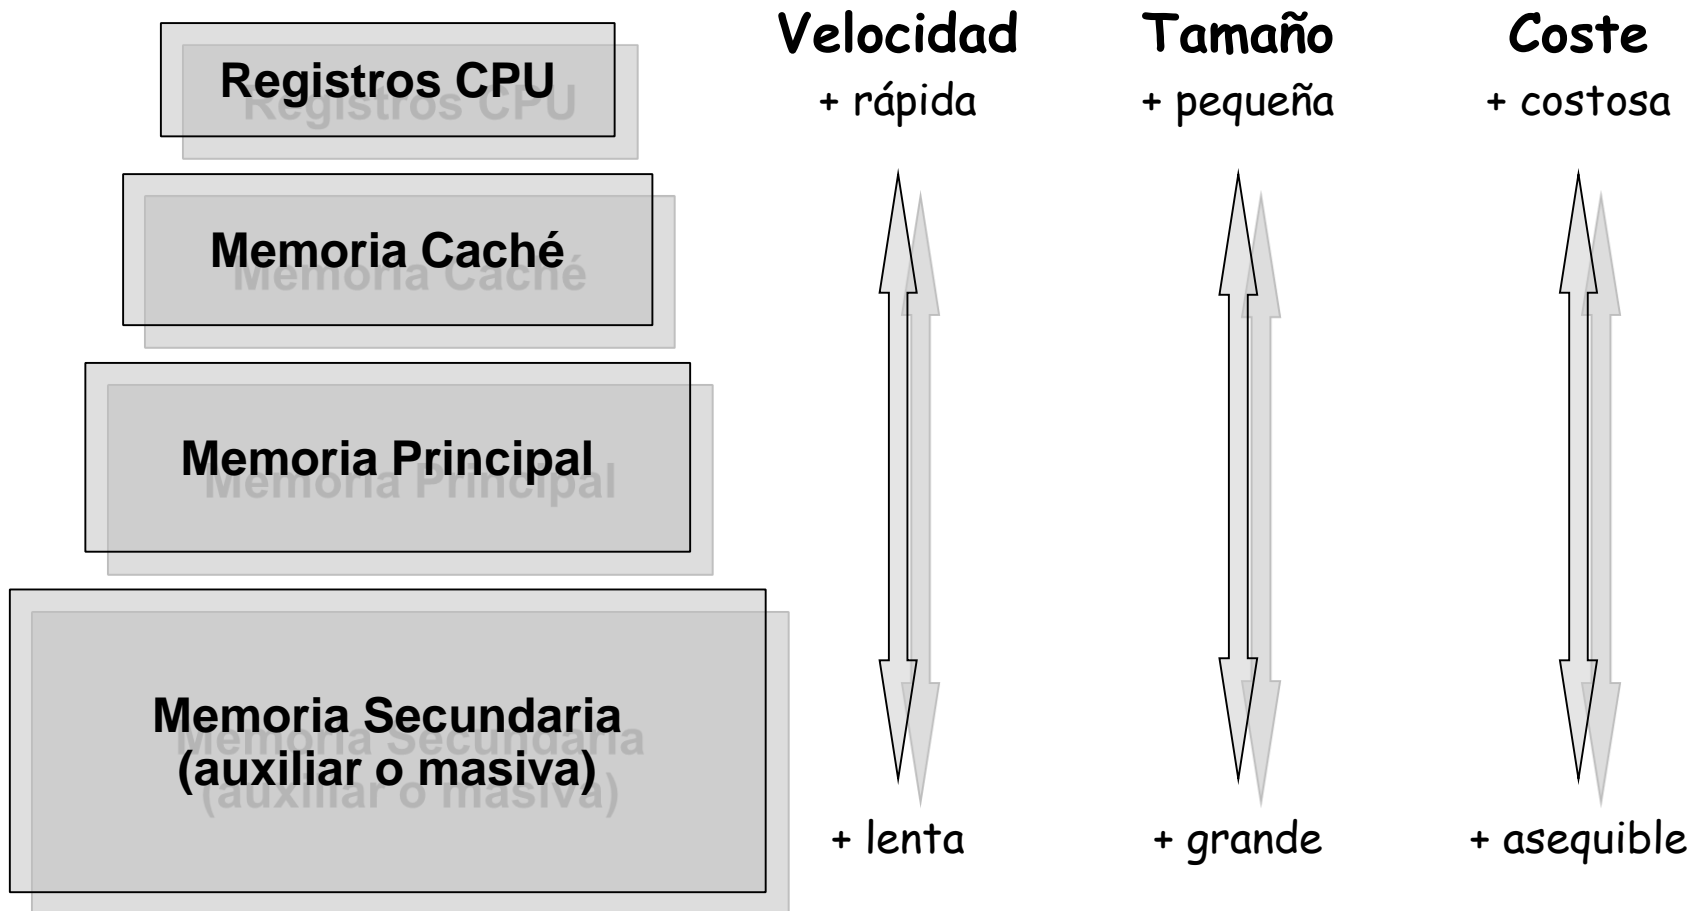 Velocidad Tamaño Coste
+ rápida + pequeña + costosa
Registros CPU
Memoria Caché
Memoria Principal
Memoria Secundaria
(auxiliar o masiva)
+ lenta + grande + asequible